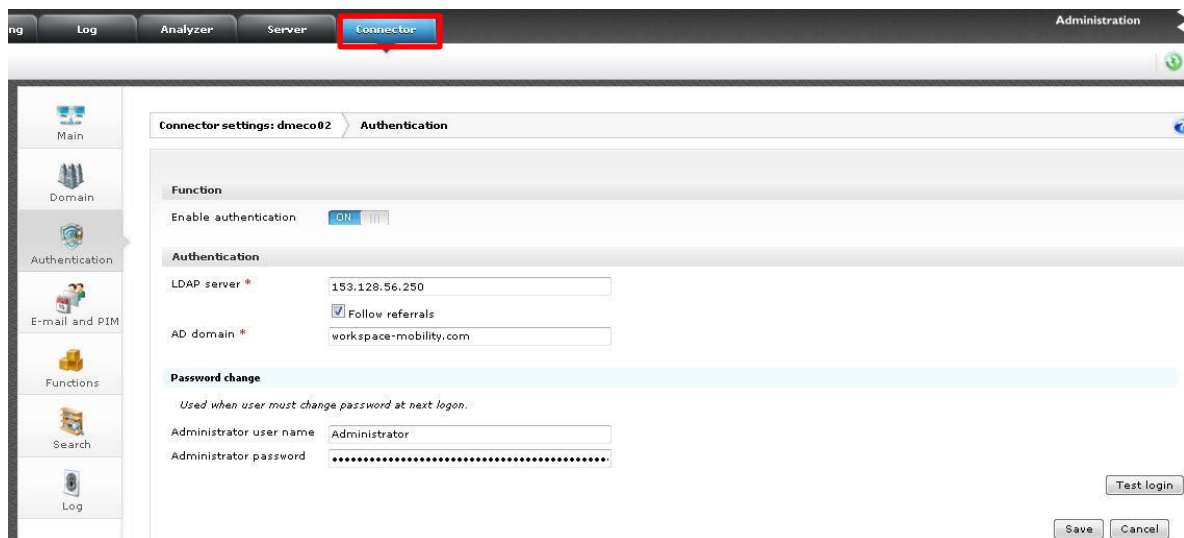 ng Log Analyzer Server Connector Administration
Main
Domain
Authentication
E-mail and PIM
Functions
Search
Log
Connector settings: dmeco02 Authentication
Function
Enable authentication ON
Authentication
LDAP server * 153.128.56.250
Follow referrals
AD domain * workspace-mobility.com
Password change
Used when user must change password at next logon.
Administrator user name Administrator
Administrator password ••••••••••••••••••••••••••••••••••••••••••••••
Test login
Save Cancel